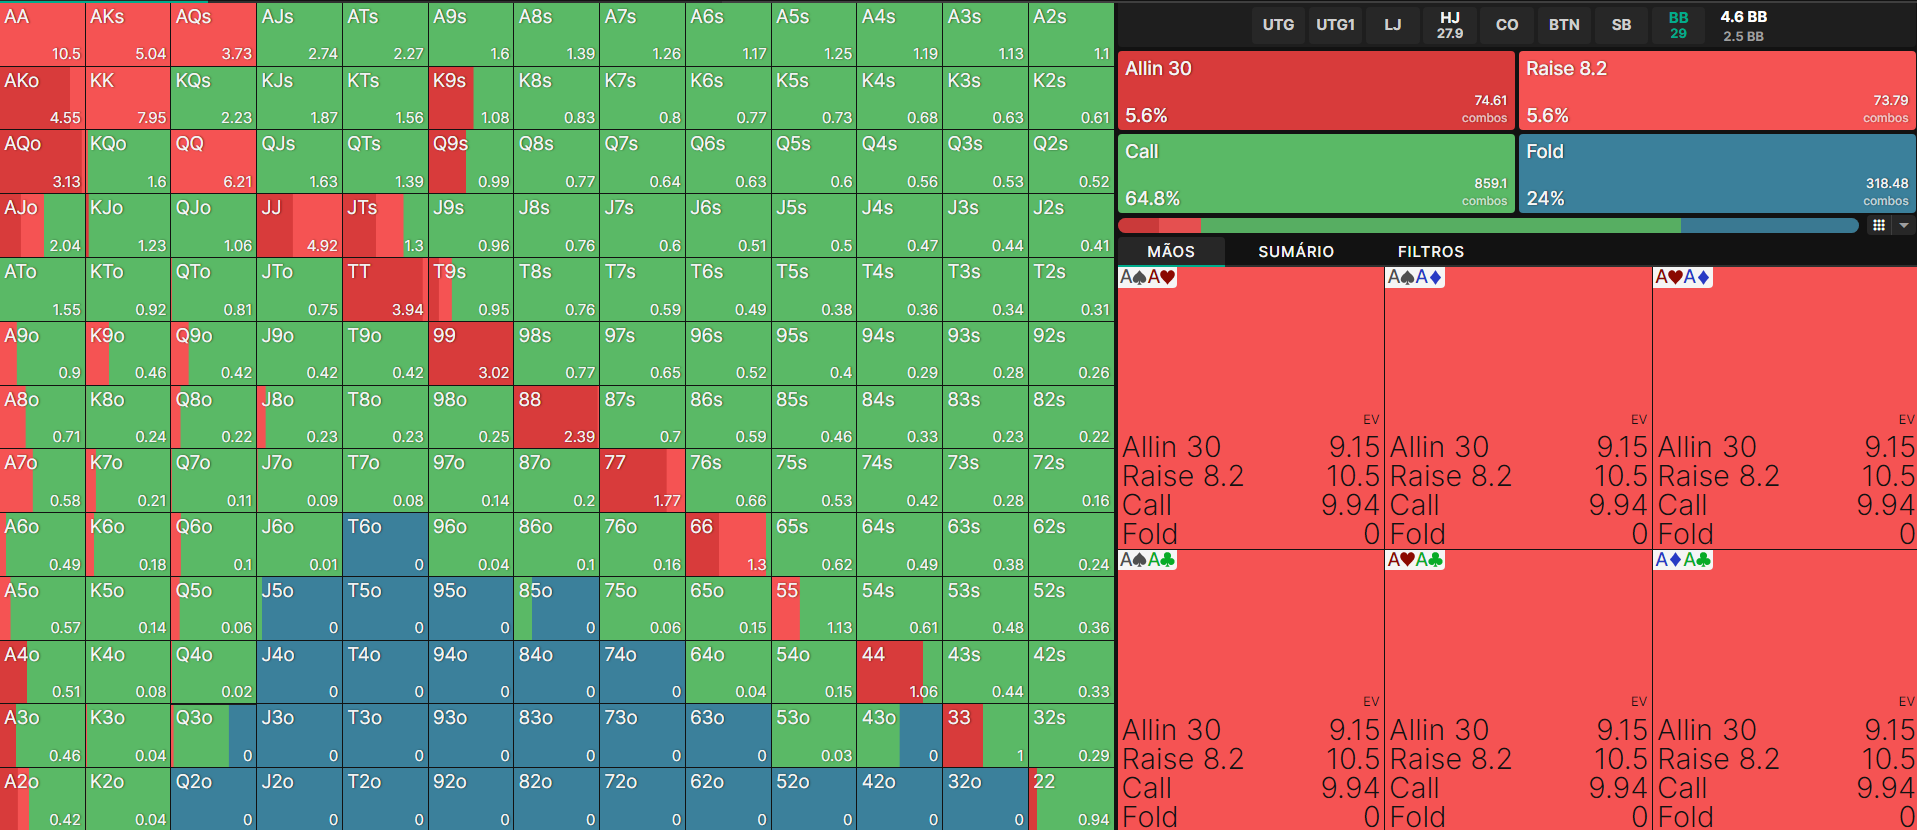 AA AKs AQs AJs ATs A9s A8s A7s A6s A5s A4s A3s A2s
10.5 5.04 3.73 2.74 2.27 1.6 1.39 1.26 1.17 1.25 1.19 1.13 1.1
AKo KK KQs KJs KTs K9s K8s K7s K6s K5s K4s K3s K2s
4.55 7.95 2.23 1.87 1.56 1.08 0.83 0.8 0.77 0.73 0.68 0.63 0.61
AQo KQo QQ QJs QTs Q9s Q8s Q7s Q6s Q5s Q4s Q3s Q2s
3.13 1.6 6.21 1.63 1.39 0.99 0.77 0.64 0.63 0.6 0.56 0.53 0.52
AJo KJo QJo JJ JTs J9s J8s J7s J6s J5s J4s J3s J2s
2.04 1.23 1.06 4.92 1.3 0.96 0.76 0.6 0.51 0.5 0.47 0.44 0.41
ATo KTo QTo JTo TT T9s T8s T7s T6s T5s T4s T3s T2s
1.55 0.92 0.81 0.75 3.94 0.95 0.76 0.59 0.49 0.38 0.36 0.34 0.31
A9o K9o Q9o J9o T9o 99 98s 97s 96s 95s 94s 93s 92s
0.9 0.46 0.42 0.42 0.42 3.02 0.77 0.65 0.52 0.4 0.29 0.28 0.26
A8o K8o Q8o J8o T8o 98o 88 87s 86s 85s 84s 83s 82s
0.71 0.24 0.22 0.23 0.23 0.25 2.39 0.7 0.59 0.46 0.33 0.23 0.22
A7o K7o Q7o J7o T7o 97o 87o 77 76s 75s 74s 73s 72s
0.58 0.21 0.11 0.09 0.08 0.14 0.2 1.77 0.66 0.53 0.42 0.28 0.16
A6o K6o Q6o J6o T6o 96o 86o 76o 66 65s 64s 63s 62s
0.49 0.18 0.1 0.01 0 0.04 0.1 0.16 1.3 0.62 0.49 0.38 0.24
A5o K5o Q5o J5o T5o 95o 85o 75o 65o 55 54s 53s 52s
0.57 0.14 0.06 0 0 0 0 0.06 0.15 1.13 0.61 0.48 0.36
A4o K4o Q4o J4o T4o 94o 84o 74o 64o 54o 44 43s 42s
0.51 0.08 0.02 0 0 0 0 0 0.04 0.15 1.06 0.44 0.33
A3o K3o Q3o J3o T3o 93o 83o 73o 63o 53o 43o 33 32s
0.46 0.04 0 0 0 0 0 0 0 0.03 0 1 0.29
A2o K2o Q2o J2o T2o 92o 82o 72o 62o 52o 42o 32o 22
0.42 0.04 0 0 0 0 0 0 0 0 0 0 0.94
UTG UTG1 LJ HJ CO BTN SB BB 4.6 BB
27.9 29 2.5 BB
Allin 30 Raise 8.2
74.61 73.79
5.6% combos 5.6% combos
Call Fold
859.1 318.48
64.8% combos 24% combos
MÃOS SUMÁRIO FILTROS
A♠A♥ A♠A♦ A♥A♦
EV EV EV
Allin 30 9.15 Allin 30 9.15 Allin 30 9.15
Raise 8.2 10.5 Raise 8.2 10.5 Raise 8.2 10.5
Call 9.94 Call 9.94 Call 9.94
Fold 0 Fold 0 Fold 0
A♠A♣ A♥A♣ A♦A♣
EV EV EV
Allin 30 9.15 Allin 30 9.15 Allin 30 9.15
Raise 8.2 10.5 Raise 8.2 10.5 Raise 8.2 10.5
Call 9.94 Call 9.94 Call 9.94
Fold 0 Fold 0 Fold 0